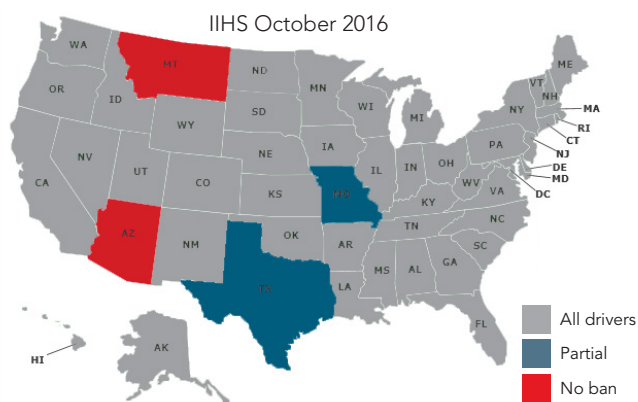 IIHS October 2016
WA
MT
ND
MN
ME
VT
NH
OR
ID
SD
WI
MI
NY
MA
RI
CT
WY
IA
PA
NJ
NV
NE
IL
IN
OH
DE
MD
UT
CO
WV
VA
DC
CA
KS
MO
KY
AZ
NM
OK
AR
TN
NC
SC
TX
LA
MS
AL
GA
FL
HI
AK
All drivers
Partial
No ban